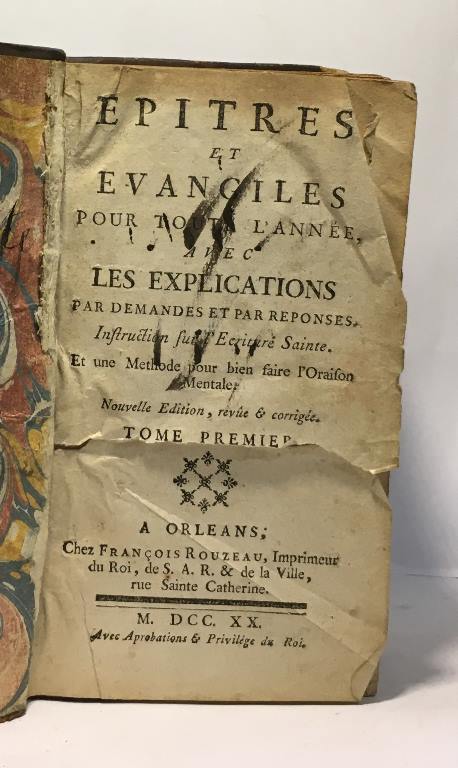 EPITRES
ET
EVANGILES
POUR TOUTE L'ANNÉE,
AVEC
LES EXPLICATIONS
PAR DEMANDES ET PAR REPONSES.
Inſtruction ſur l'Ecriture Sainte.
Et une Methode pour bien faire l'Oraiſon
Mentale.
Nouvelle Edition, revûe & corrigée.
TOME PREMIER
A ORLEANS;
Chez FRANÇOIS ROUZEAU, Imprimeur
du Roi, de S. A. R. & de la Ville,
rue Sainte Catherine.
M. DCC. XX.
Avec Aprobations & Privilége du Roi.